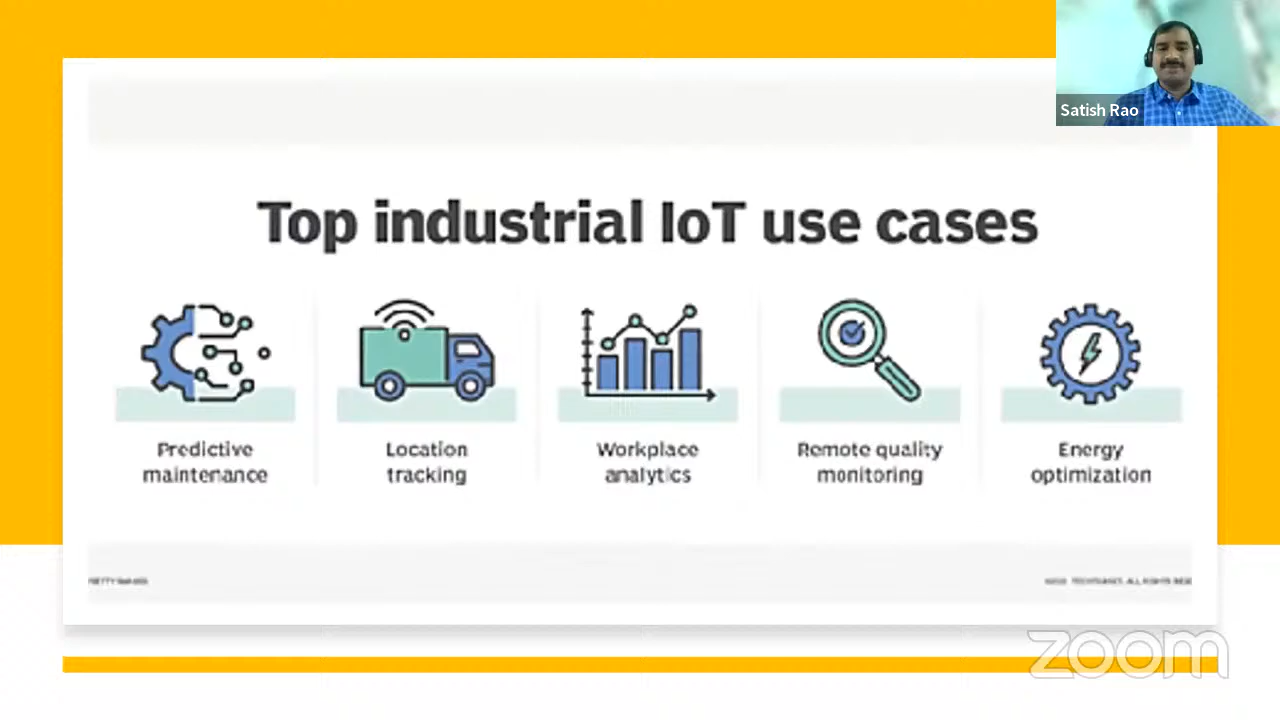 Satish Rao
Top industrial IoT use cases
Predictive
maintenance
Location
tracking
Workplace
analytics
Remote quality
monitoring
Energy
optimization
zoom